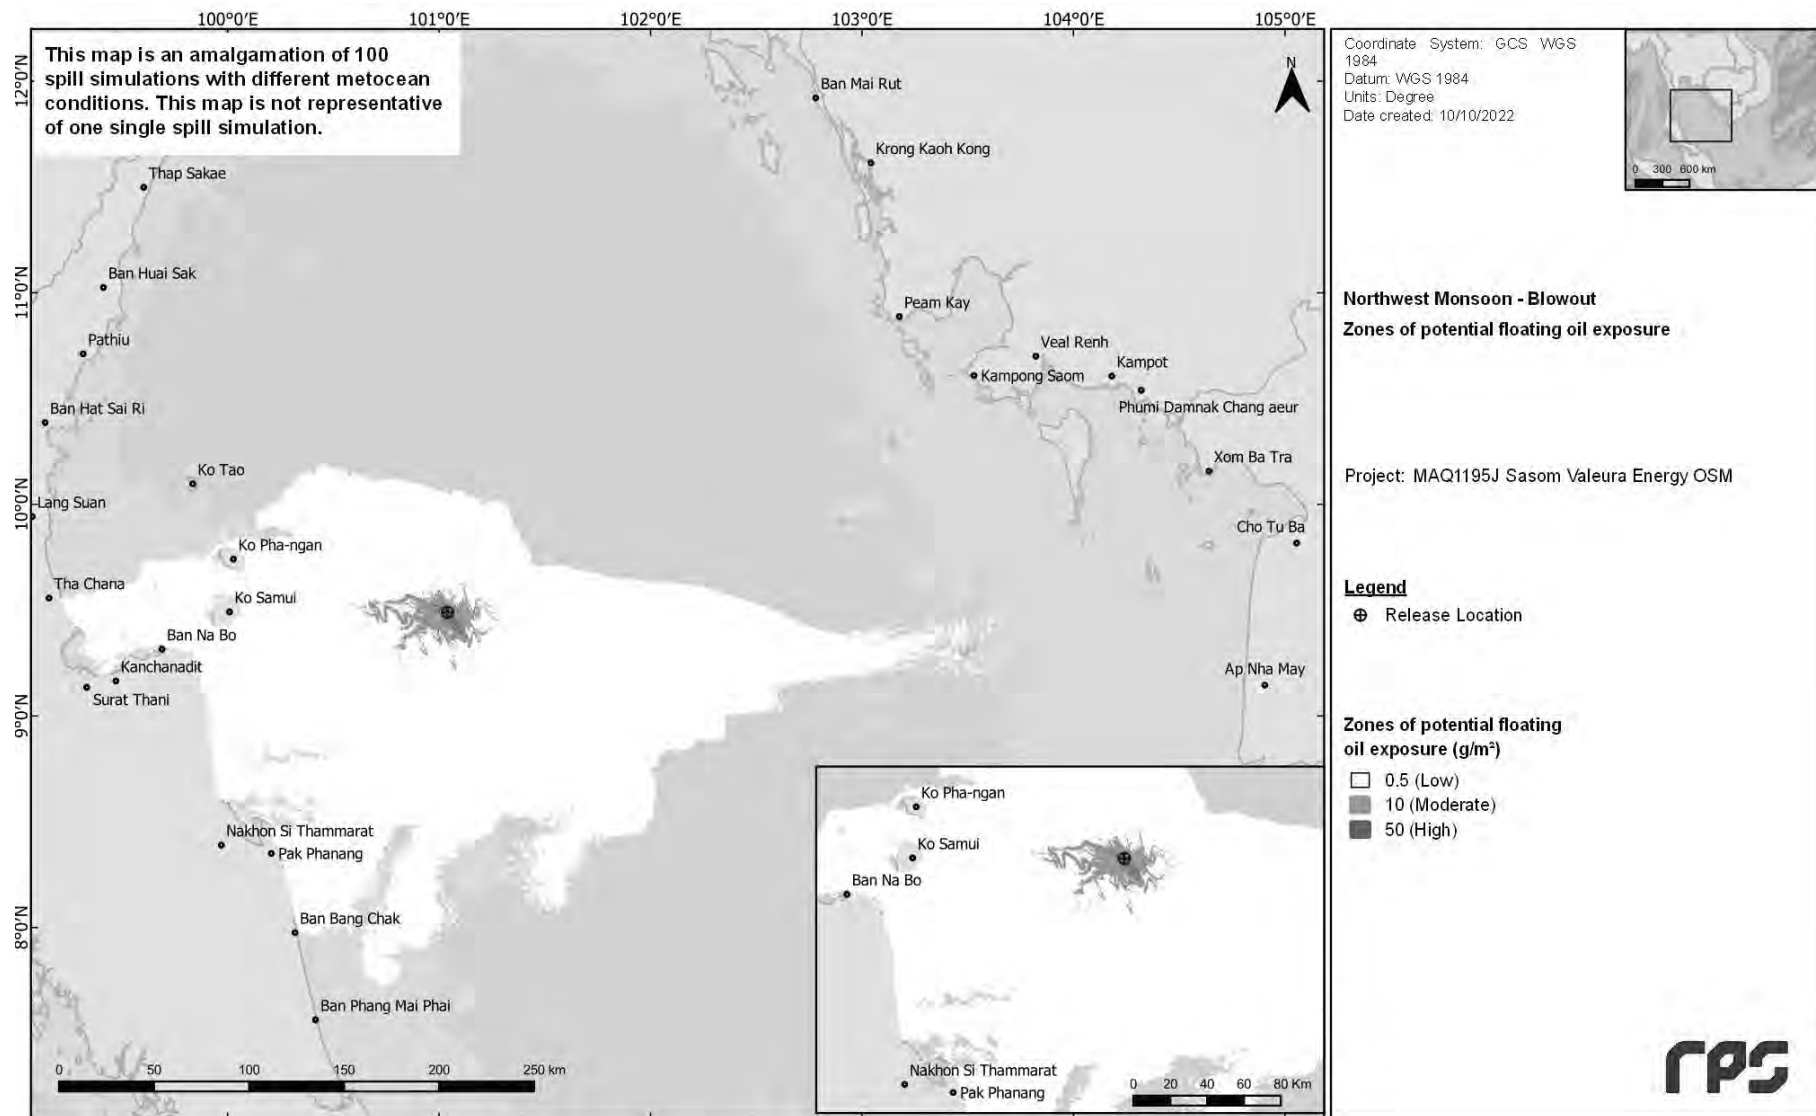 100°0'0"E
101°0'0"E
102°0'0"E
103°0'0"E
104°0'0"E
105°0'0"E
12°0'N
11°0'N
10°0'N
9°0'N
8°0'N
This map is an amalgamation of 100
spill simulations with different metocean
conditions. This map is not representative
of one single spill simulation.
N
Ban Mai Rut
Krong Kaoh Kong
Thap Sakae
Ban Huai Sak
Peam Kay
Pathiu
Veal Renh
Kampot
Kampong Saom
Phumi Damnak Chang aeur
Ban Hat Sai Ri
Xom Ba Tra
Ko Tao
Lang Suan
Cho Tu Ba
Ko Pha-ngan
Tha Chana
Ko Samui
Ban Na Bo
Kanchanadit
Surat Thani
Ap Nha May
Nakhon Si Thammarat
Pak Phanang
Ban Bang Chak
Ban Phang Mai Phai
0 50 100 150 200 250 km
Ko Pha-ngan
Ko Samui
Ban Na Bo
Nakhon Si Thammarat
Pak Phanang
0 20 40 60 80 Km
Coordinate System: GCS WGS
1984
Datum: WGS 1984
Units: Degree
Date created: 10/10/2022
0 300 600 km
Northwest Monsoon - Blowout
Zones of potential floating oil exposure
Project: MAQ1195J Sasom Valeura Energy OSM
Legend
Release Location
Zones of potential floating
oil exposure (g/m²)
0.5 (Low)
10 (Moderate)
50 (High)
rps